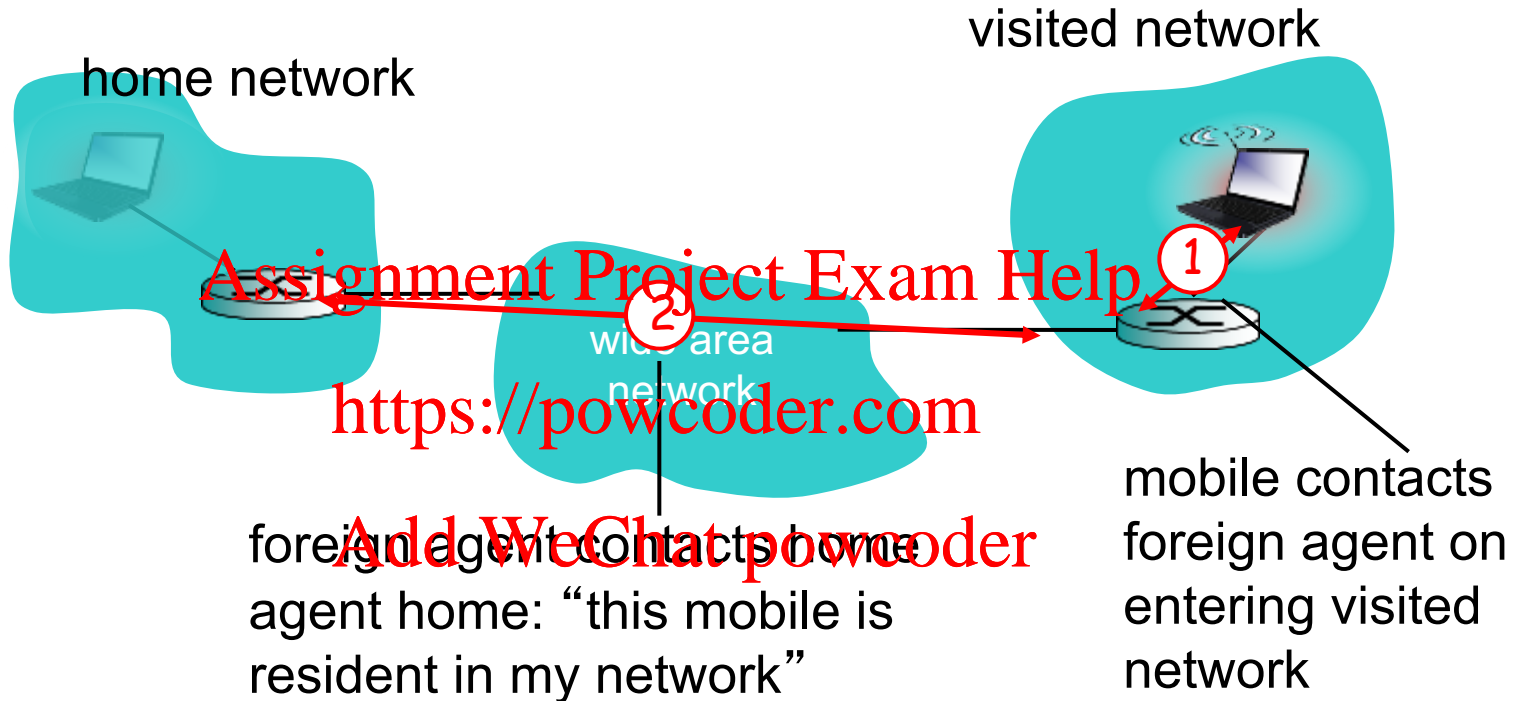 visited network
home network
1
Assignment Project Exam Help
2
wide area
network
https://powcoder.com
mobile contacts
foreign agent on
entering visited
network
Add WeChat powcoder
foreign agent contacts home
agent home: “this mobile is
resident in my network”